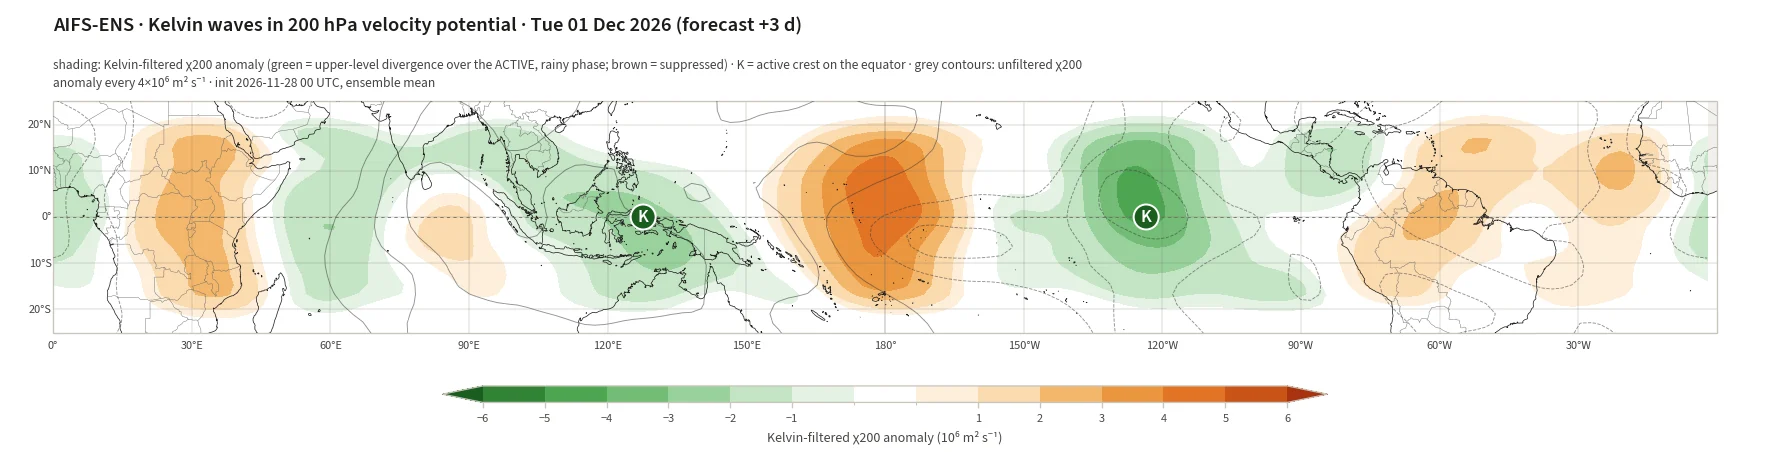 AIFS-ENS · Kelvin waves in 200 hPa velocity potential · Tue 01 Dec 2026 (forecast +3 d)
shading: Kelvin-filtered χ200 anomaly (green = upper-level divergence over the ACTIVE, rainy phase; brown = suppressed) · K = active crest on the equator · grey contours: unfiltered χ200
anomaly every 4×10⁶ m² s⁻¹ · init 2026-11-28 00 UTC, ensemble mean
20°N
10°N
0°
10°S
20°S
K K
0° 30°E 60°E 90°E 120°E 150°E 180° 150°W 120°W 90°W 60°W 30°W
−6 −5 −4 −3 −2 −1 1 2 3 4 5 6
Kelvin-filtered χ200 anomaly (10⁶ m² s⁻¹)